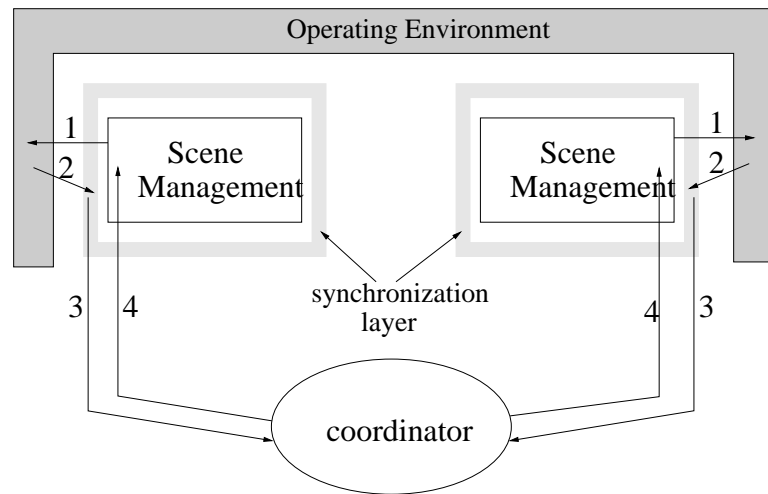 Operating Environment
1
2
Scene
Management
1
2
Scene
Management
3
4
synchronization
layer
4
3
coordinator